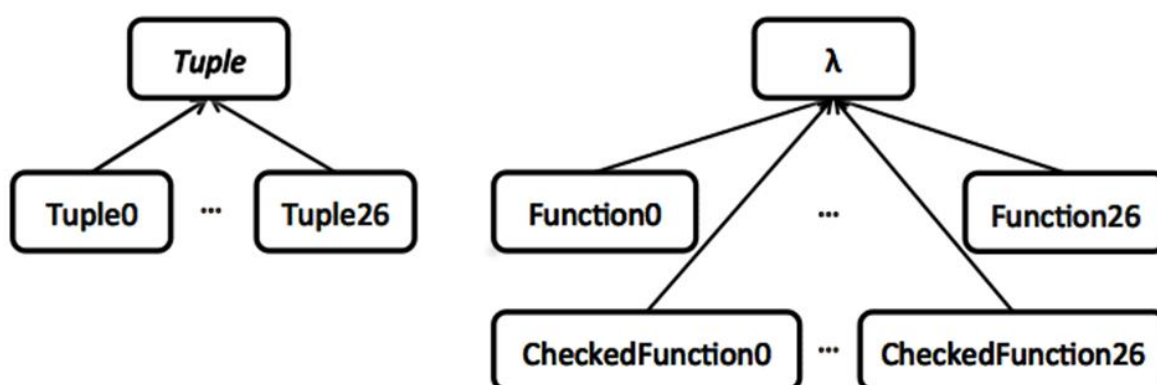 Tuple
λ
Tuple0 ... Tuple26
Function0 ... Function26
CheckedFunction0 ... CheckedFunction26